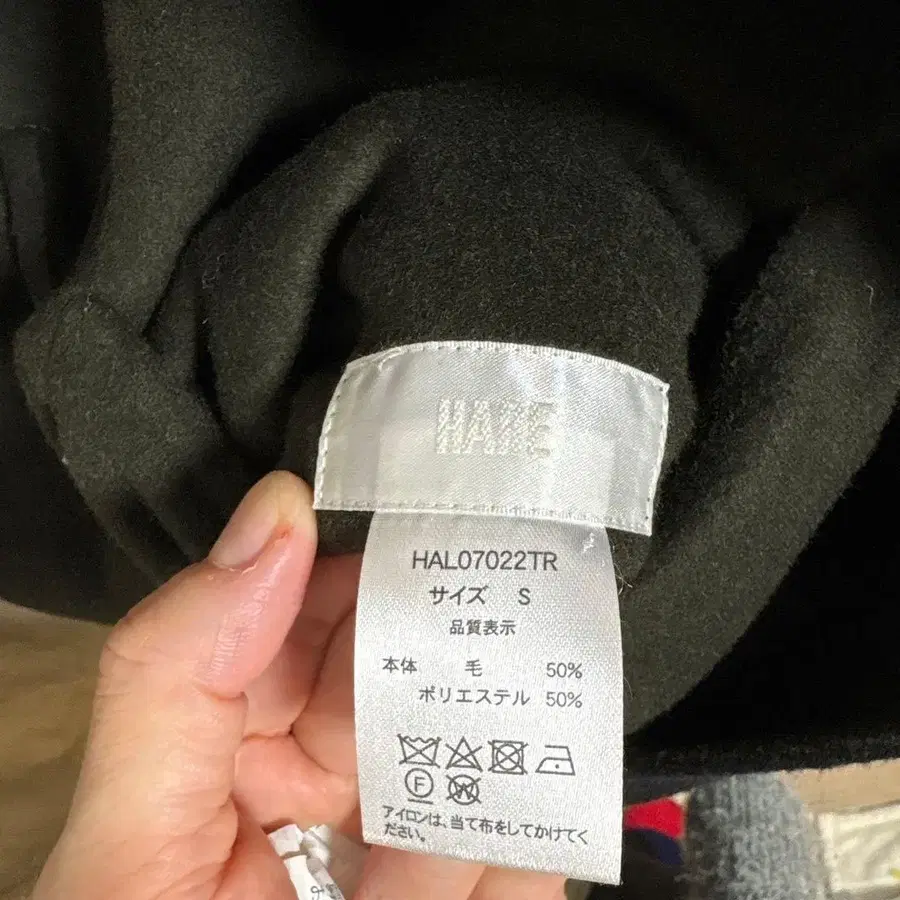 HARE
HAL07022TR
サイズ S
品質表示
本体 毛 50%
ポリエステル 50%
F W
アイロンは、当て布をしてかけてく
ださい。